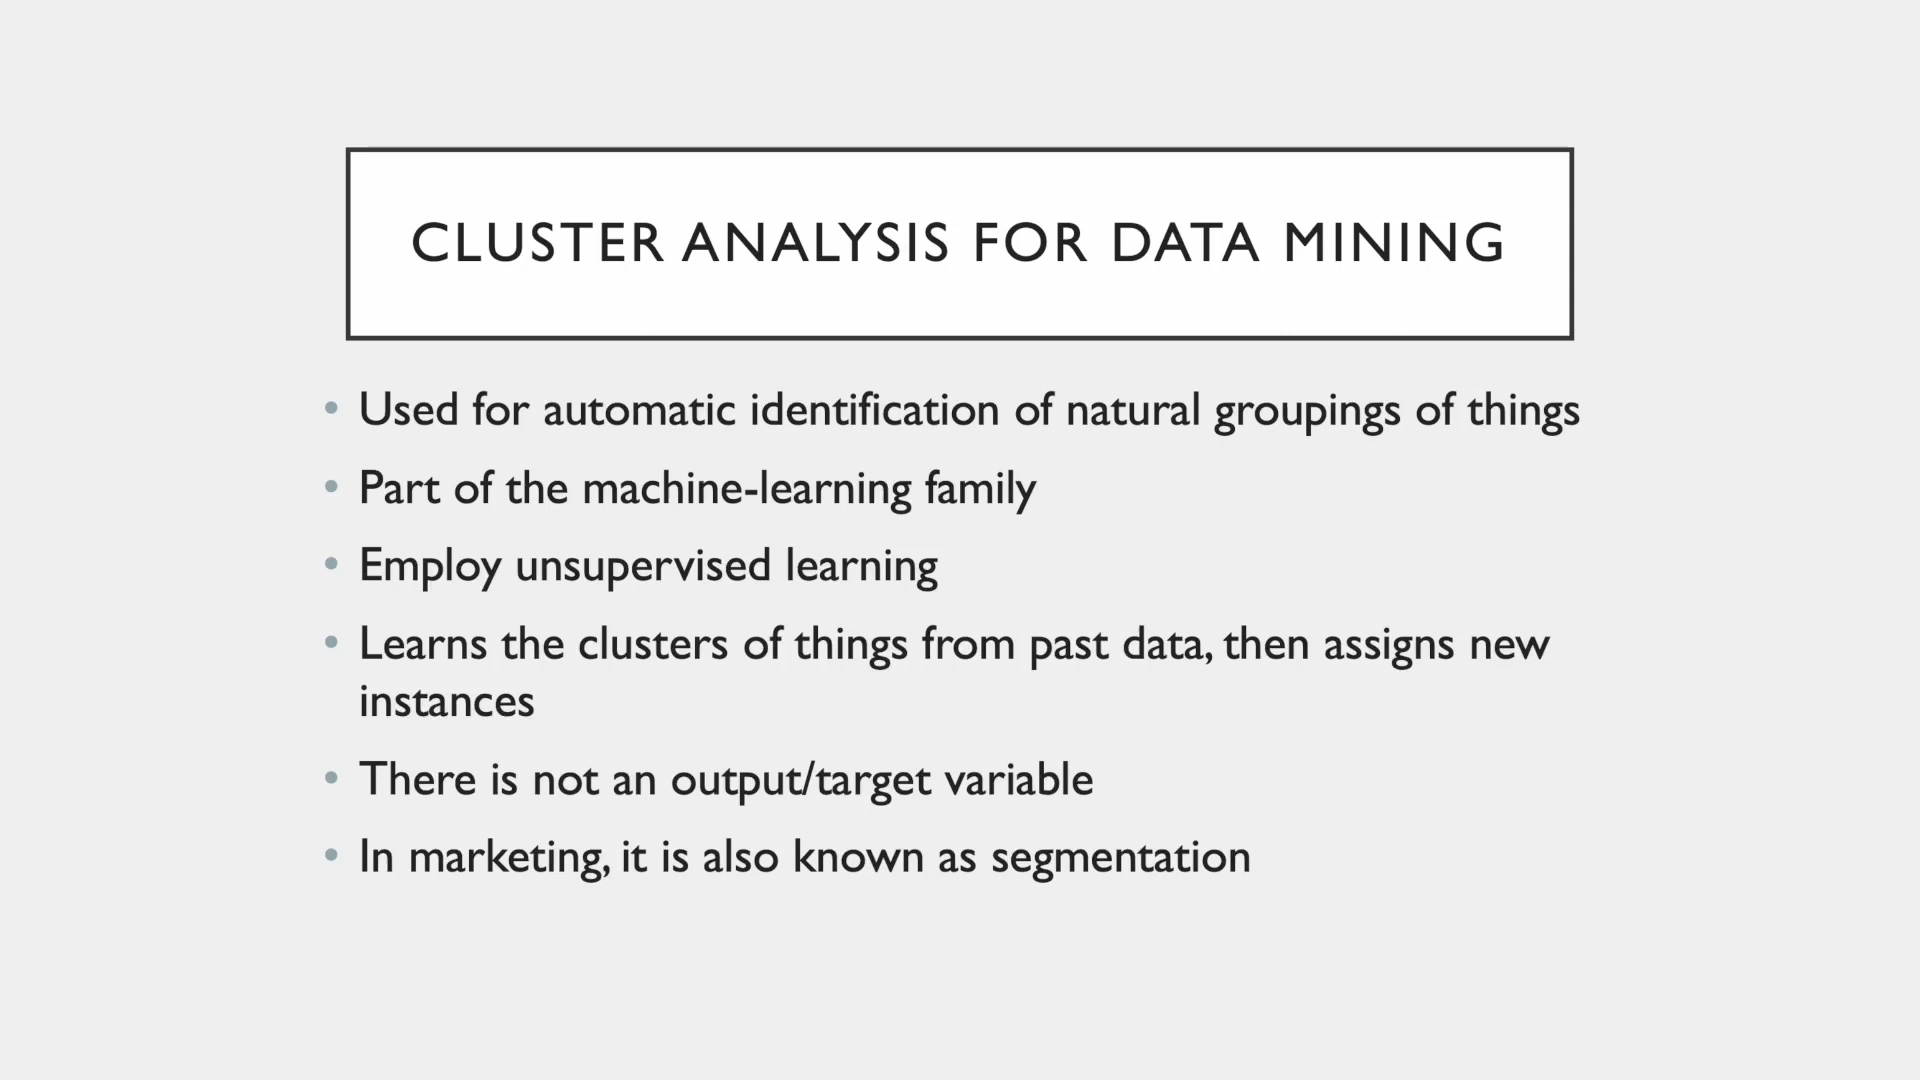 CLUSTER ANALYSIS FOR DATA MINING
• Used for automatic identification of natural groupings of things
• Part of the machine-learning family
• Employ unsupervised learning
• Learns the clusters of things from past data, then assigns new
instances
• There is not an output/target variable
• In marketing, it is also known as segmentation